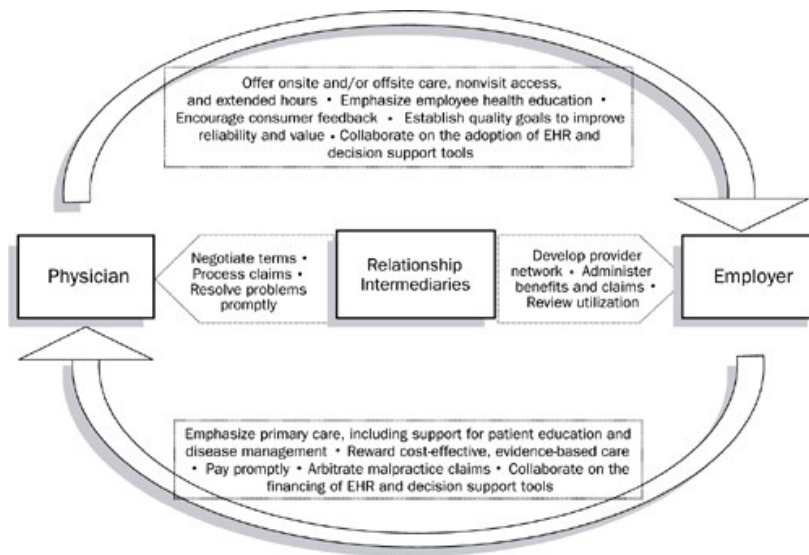 Offer onsite and/or offsite care, nonvisit access,
and extended hours • Emphasize employee health education •
Encourage consumer feedback • Establish quality goals to improve
reliability and value • Collaborate on the adoption of EHR and
decision support tools
Physician
Negotiate terms •
Process claims •
Resolve problems
promptly
Relationship
Intermediaries
Develop provider
network • Administer
benefits and claims •
Review utilization
Employer
Emphasize primary care, including support for patient education and
disease management • Reward cost-effective, evidence-based care
• Pay promptly • Arbitrate malpractice claims • Collaborate on the
financing of EHR and decision support tools